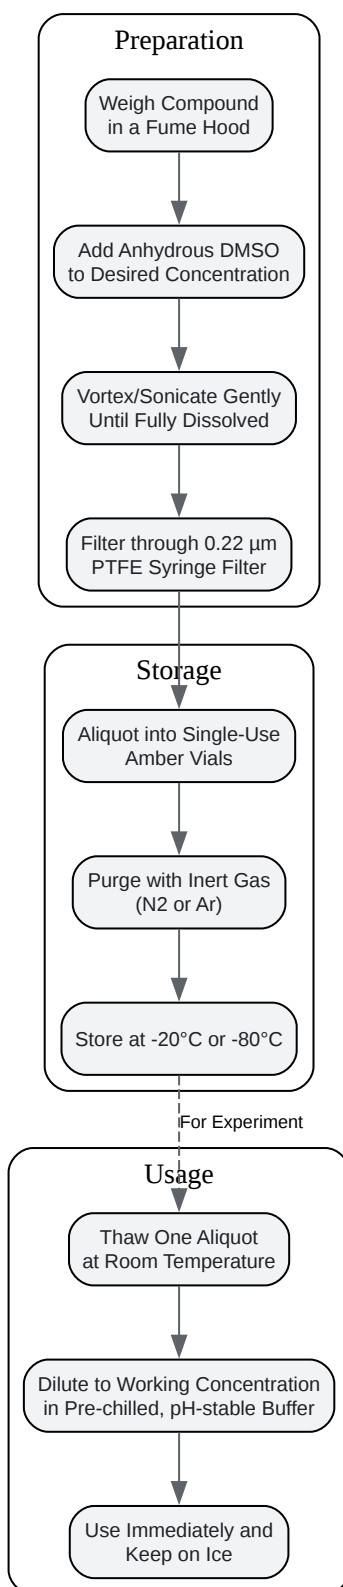 Preparation
Weigh Compound
in a Fume Hood
Add Anhydrous DMSO
to Desired Concentration
Vortex/Sonicate Gently
Until Fully Dissolved
Filter through 0.22 µm
PTFE Syringe Filter
Storage
Aliquot into Single-Use
Amber Vials
Purge with Inert Gas
(N2 or Ar)
Store at -20°C or -80°C
For Experiment
Usage
Thaw One Aliquot
at Room Temperature
Dilute to Working Concentration
in Pre-chilled, pH-stable Buffer
Use Immediately and
Keep on Ice